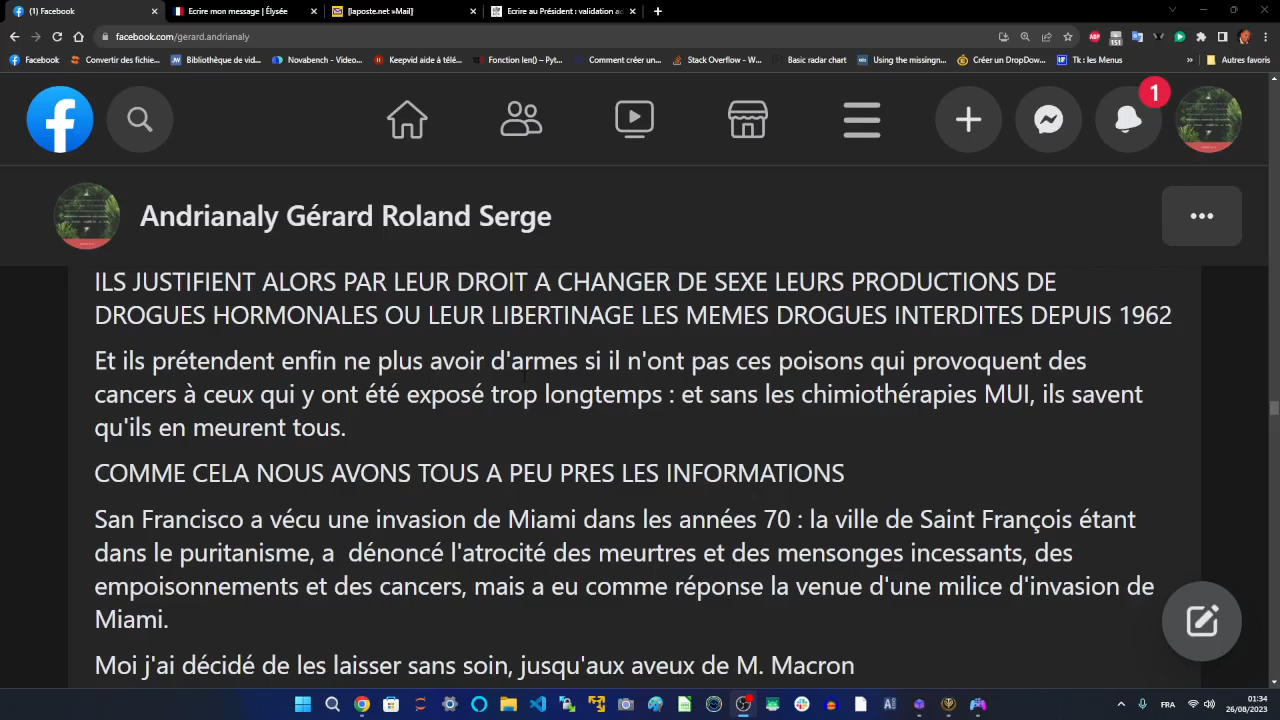 (1) Facebook
Ecrire mon message | Élysée
[laposte.net »Mail]
Ecrire au Président : validation ad
facebook.com/gerard.andrianaly
151
ABP
Facebook
Convertir des fichie...
Bibliothèque de vid...
Novabench - Video...
Keepvid aide à télé...
Fonction len() – Pyt...
Comment créer un...
Stack Overflow - W...
Basic radar chart
Using the missingn...
Créer un DropDow...
Tk : les Menus
»
Autres favoris
1
Andrianaly Gérard Roland Serge
ILS JUSTIFIENT ALORS PAR LEUR DROIT A CHANGER DE SEXE LEURS PRODUCTIONS DE
DROGUES HORMONALES OU LEUR LIBERTINAGE LES MEMES DROGUES INTERDITES DEPUIS 1962
Et ils prétendent enfin ne plus avoir d'armes si il n'ont pas ces poisons qui provoquent des
cancers à ceux qui y ont été exposé trop longtemps : et sans les chimiothérapies MUI, ils savent
qu'ils en meurent tous.
COMME CELA NOUS AVONS TOUS A PEU PRES LES INFORMATIONS
San Francisco a vécu une invasion de Miami dans les années 70 : la ville de Saint François étant
dans le puritanisme, a dénoncé l'atrocité des meurtres et des mensonges incessants, des
empoisonnements et des cancers, mais a eu comme réponse la venue d'une milice d'invasion de
Miami.
Moi j'ai décidé de les laisser sans soin, jusqu'aux aveux de M. Macron
FRA
01:34
26/08/2023